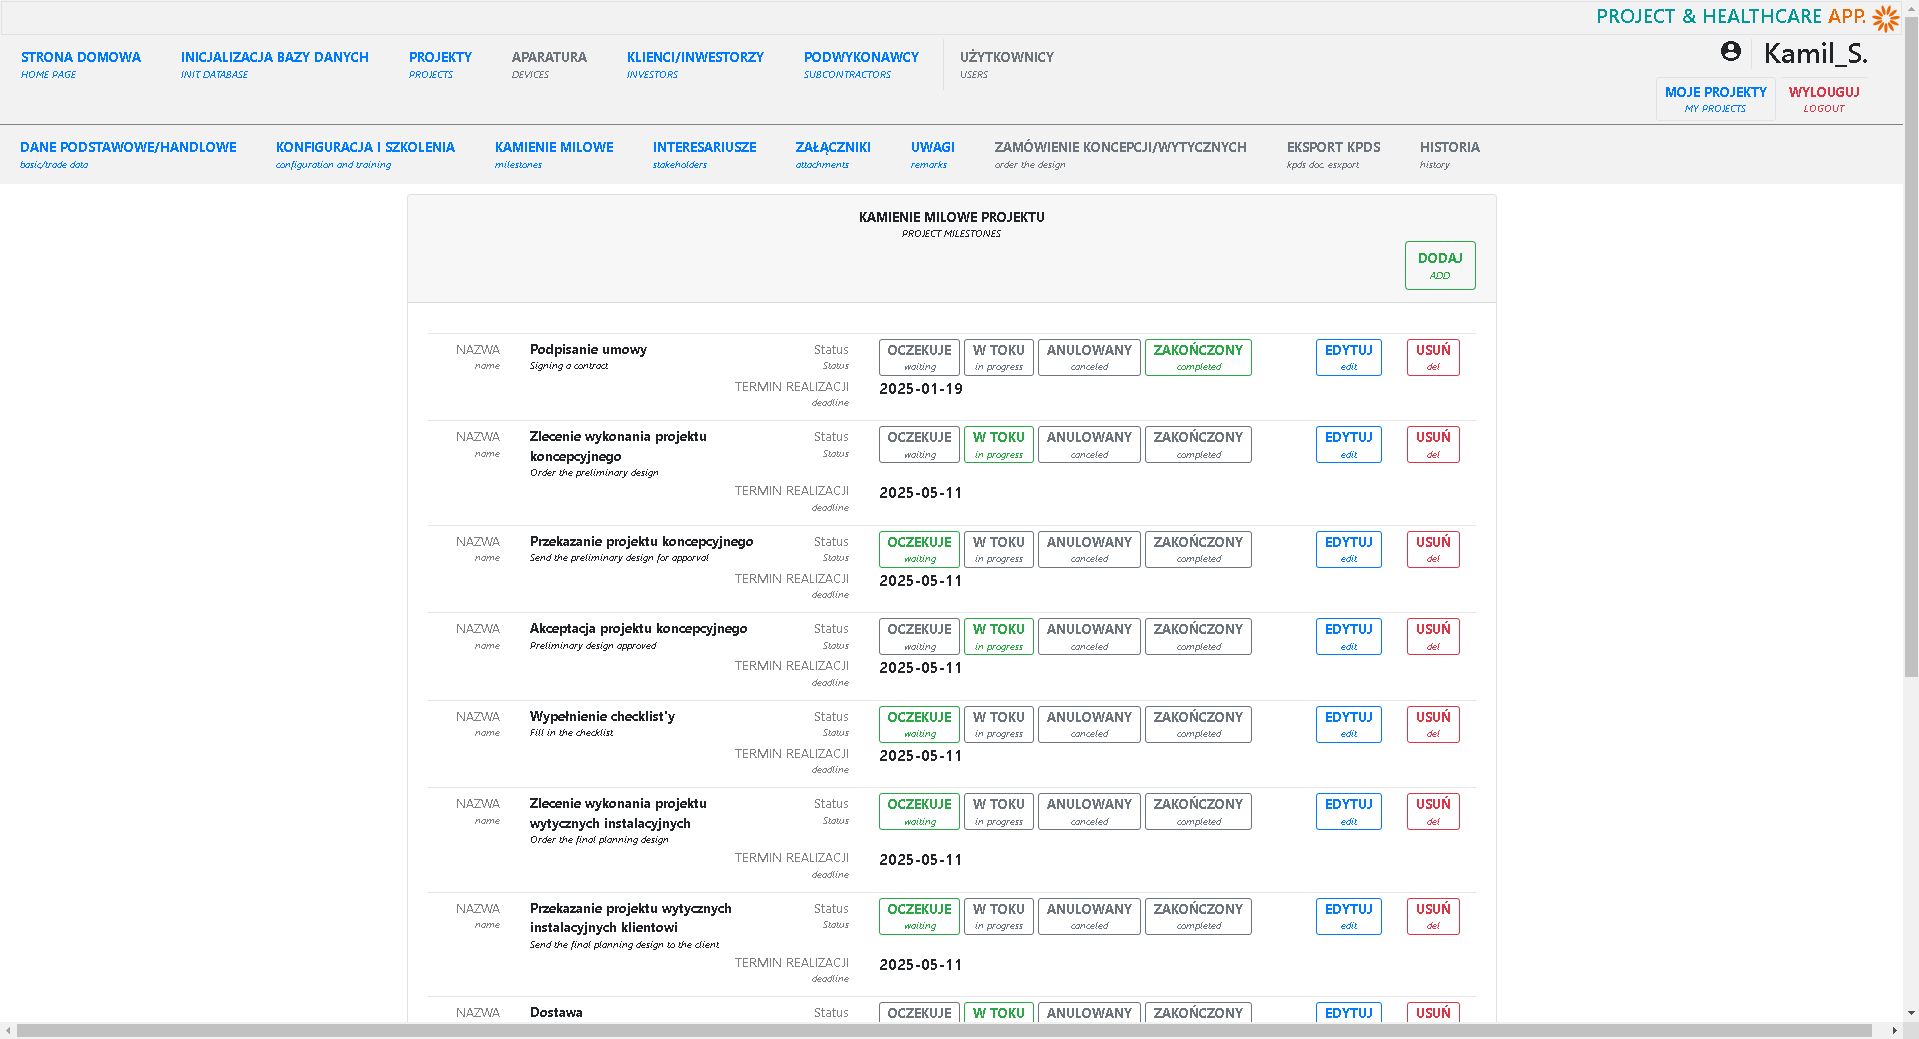 PROJECT & HEALTHCARE APP.
STRONA DOMOWA INICJALIZACJA BAZY DANYCH PROJEKTY APARATURA KLIENCI/INWESTORZY PODWYKONAWCY UŻYTKOWNICY
HOME PAGE INIT DATABASE PROJECTS DEVICES INVESTORS SUBCONTRACTORS USERS
Kamil_S.
MOJE PROJEKTY WYLOUGUJ
MY PROJECTS LOGOUT
DANE PODSTAWOWE/HANDLOWE KONFIGURACJA I SZKOLENIA KAMIENIE MILOWE INTERESARIUSZE ZAŁĄCZNIKI UWAGI ZAMÓWIENIE KONCEPCJI/WYTYCZNYCH EKSPORT KPDS HISTORIA
basic/trade data configuration and training milestones stakeholders attachments remarks order the design kpds doc. esxport history
KAMIENIE MILOWE PROJEKTU
PROJECT MILESTONES
DODAJ
ADD
NAZWA Podpisanie umowy Status OCZEKUJE W TOKU ANULOWANY ZAKOŃCZONY EDYTUJ USUŃ
name Signing a contract Status waiting in progress canceled completed edit del
TERMIN REALIZACJI 2025-01-19
deadline
NAZWA Zlecenie wykonania projektu Status OCZEKUJE W TOKU ANULOWANY ZAKOŃCZONY EDYTUJ USUŃ
name koncepcyjnego Status waiting in progress canceled completed edit del
Order the preliminary design
TERMIN REALIZACJI 2025-05-11
deadline
NAZWA Przekazanie projektu koncepcyjnego Status OCZEKUJE W TOKU ANULOWANY ZAKOŃCZONY EDYTUJ USUŃ
name Send the preliminary design for apporval Status waiting in progress canceled completed edit del
TERMIN REALIZACJI 2025-05-11
deadline
NAZWA Akceptacja projektu koncepcyjnego Status OCZEKUJE W TOKU ANULOWANY ZAKOŃCZONY EDYTUJ USUŃ
name Preliminary design approved Status waiting in progress canceled completed edit del
TERMIN REALIZACJI 2025-05-11
deadline
NAZWA Wypełnienie checklist'y Status OCZEKUJE W TOKU ANULOWANY ZAKOŃCZONY EDYTUJ USUŃ
name Fill in the checklist Status waiting in progress canceled completed edit del
TERMIN REALIZACJI 2025-05-11
deadline
NAZWA Zlecenie wykonania projektu Status OCZEKUJE W TOKU ANULOWANY ZAKOŃCZONY EDYTUJ USUŃ
name wytycznych instalacyjnych Status waiting in progress canceled completed edit del
Order the final planning design
TERMIN REALIZACJI 2025-05-11
deadline
NAZWA Przekazanie projektu wytycznych Status OCZEKUJE W TOKU ANULOWANY ZAKOŃCZONY EDYTUJ USUŃ
name instalacyjnych klientowi Status waiting in progress canceled completed edit del
Send the final planning design to the client
TERMIN REALIZACJI 2025-05-11
deadline
NAZWA Dostawa Status OCZEKUJE W TOKU ANULOWANY ZAKOŃCZONY EDYTUJ USUŃ